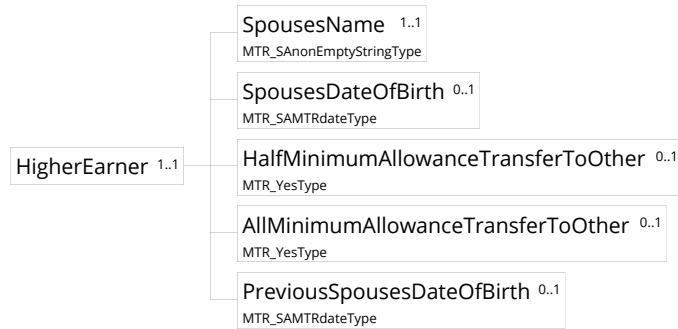 SpousesName 1..1
MTR_SAnonEmptyStringType
SpousesDateOfBirth 0..1
MTR_SAMTRdateType
HigherEarner 1..1
HalfMinimumAllowanceTransferToOther 0..1
MTR_YesType
AllMinimumAllowanceTransferToOther 0..1
MTR_YesType
PreviousSpousesDateOfBirth 0..1
MTR_SAMTRdateType